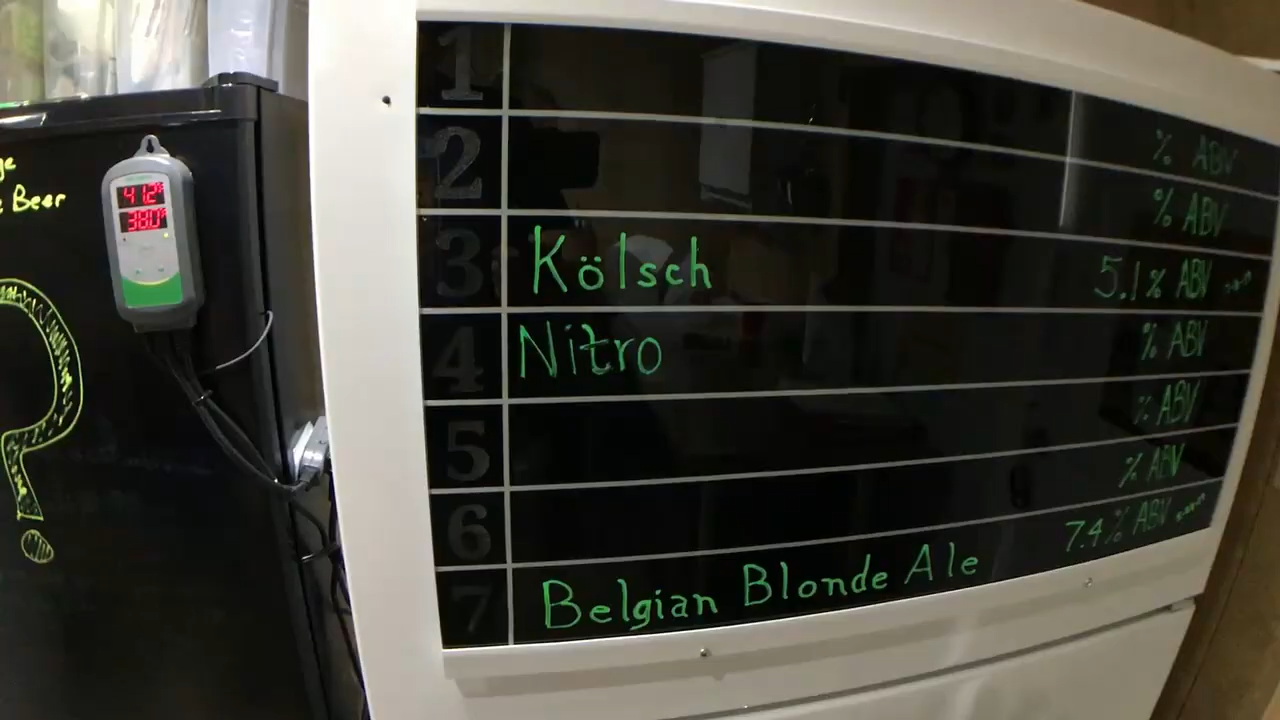 ge
e Beer
41.2°F
38.0°F
1 % ABV
2 % ABV
3 Kölsch 5.1% ABV
4 Nitro % ABV
5 % ABV
6 % ABV
7 Belgian Blonde Ale 7.4% ABV